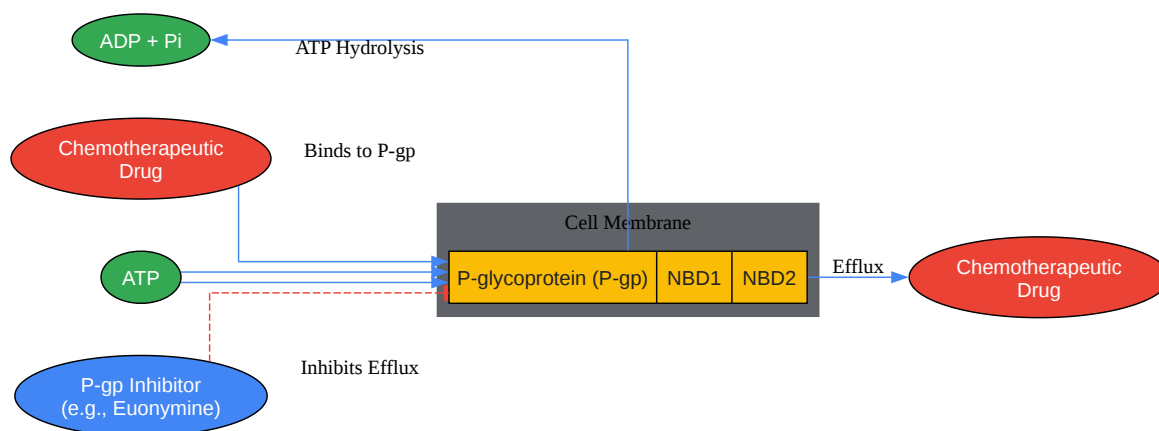 ADP + Pi
ATP Hydrolysis
Chemotherapeutic
Drug
Binds to P-gp
Cell Membrane
ATP
P-glycoprotein (P-gp)
NBD1
NBD2
Efflux
Chemotherapeutic
Drug
Inhibits Efflux
P-gp Inhibitor
(e.g., Euonymine)